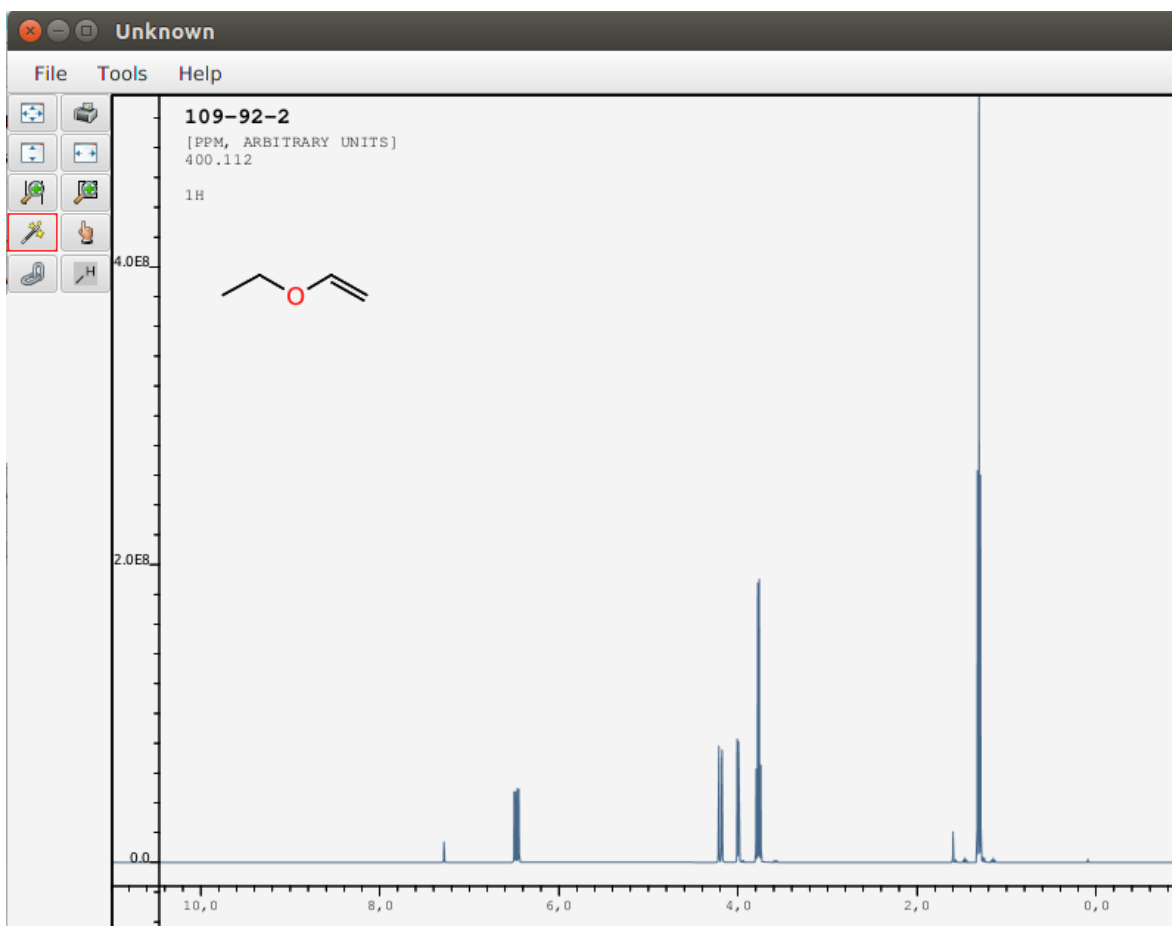 Unknown
File Tools Help
109-92-2
[PPM, ARBITRARY UNITS]
400.112
1H
H
4.0E8
O
2.0E8
0.0
10,0 8,0 6,0 4,0 2,0 0,0